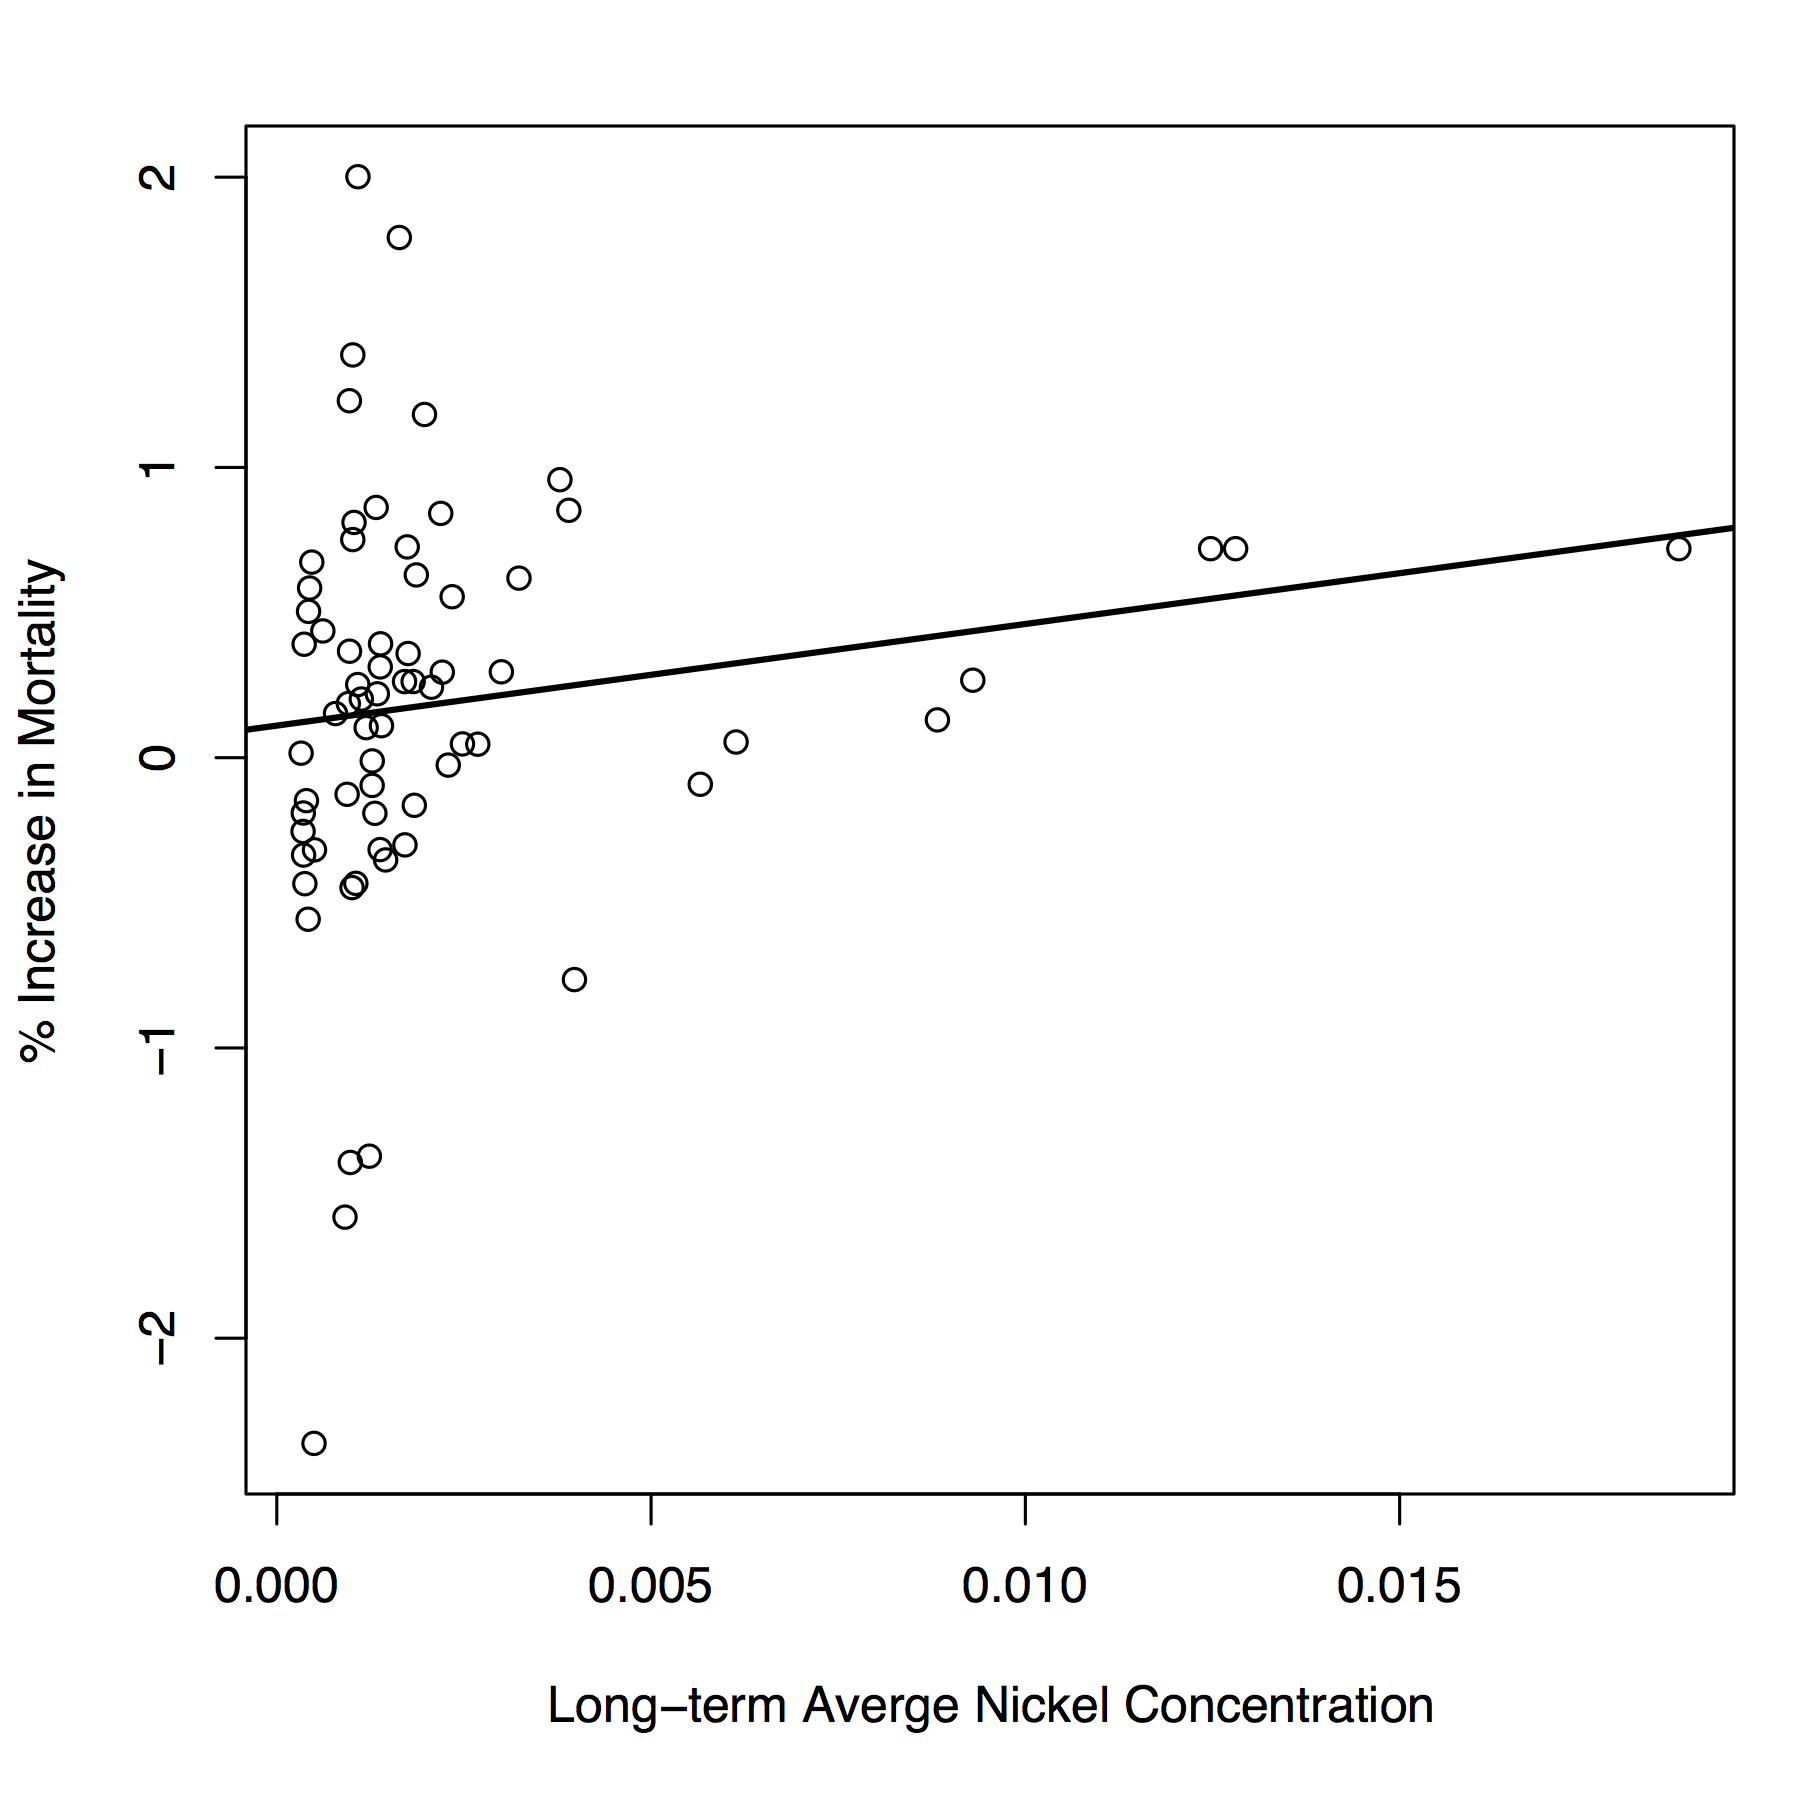 % Increase in Mortality
2
1
0
−1
−2
0.000 0.005 0.010 0.015
Long−term Averge Nickel Concentration